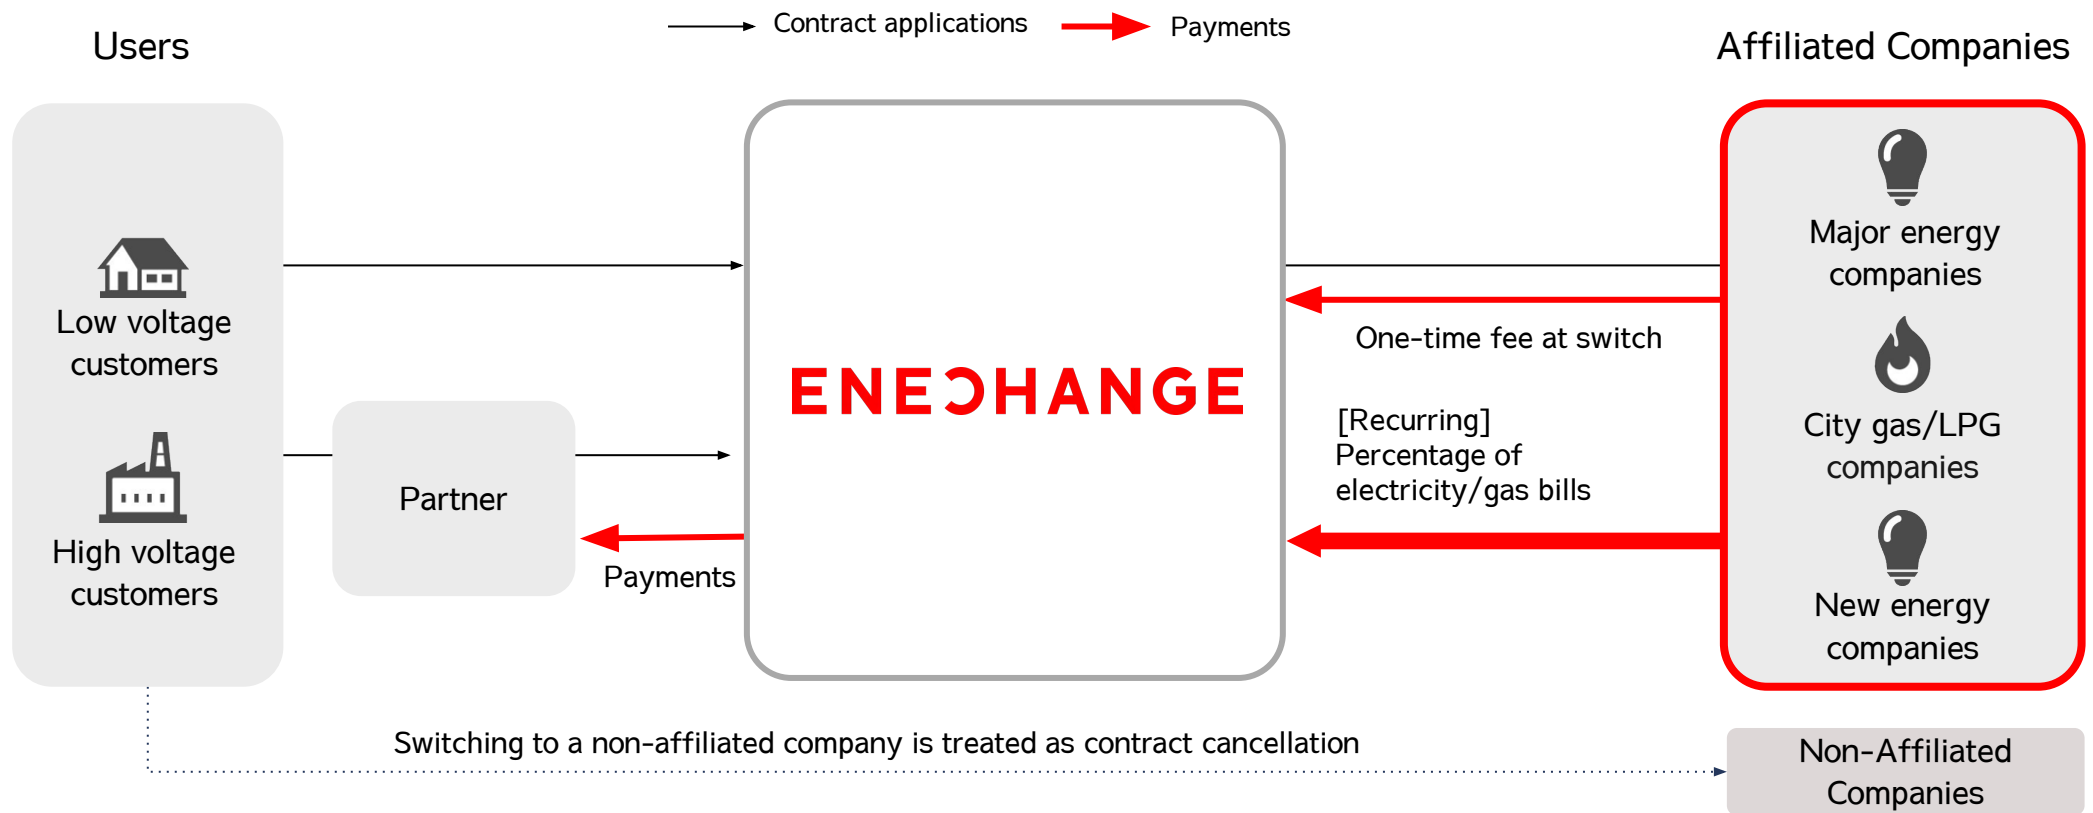 Contract applications
Payments
Users
Affiliated Companies
Low voltage
customers
High voltage
customers
Partner
Payments
ENECHANGE
One-time fee at switch
[Recurring]
Percentage of
electricity/gas bills
Major energy
companies
City gas/LPG
companies
New energy
companies
Switching to a non-affiliated company is treated as contract cancellation
Non-Affiliated
Companies